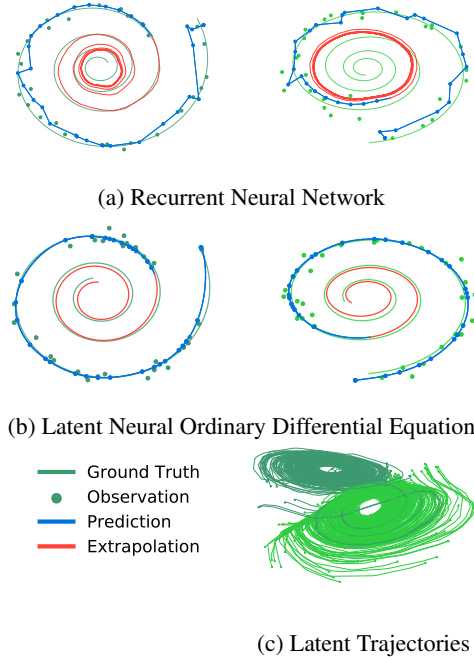 (a) Recurrent Neural Network
(b) Latent Neural Ordinary Differential Equation
Ground Truth
Observation
Prediction
Extrapolation
(c) Latent Trajectories